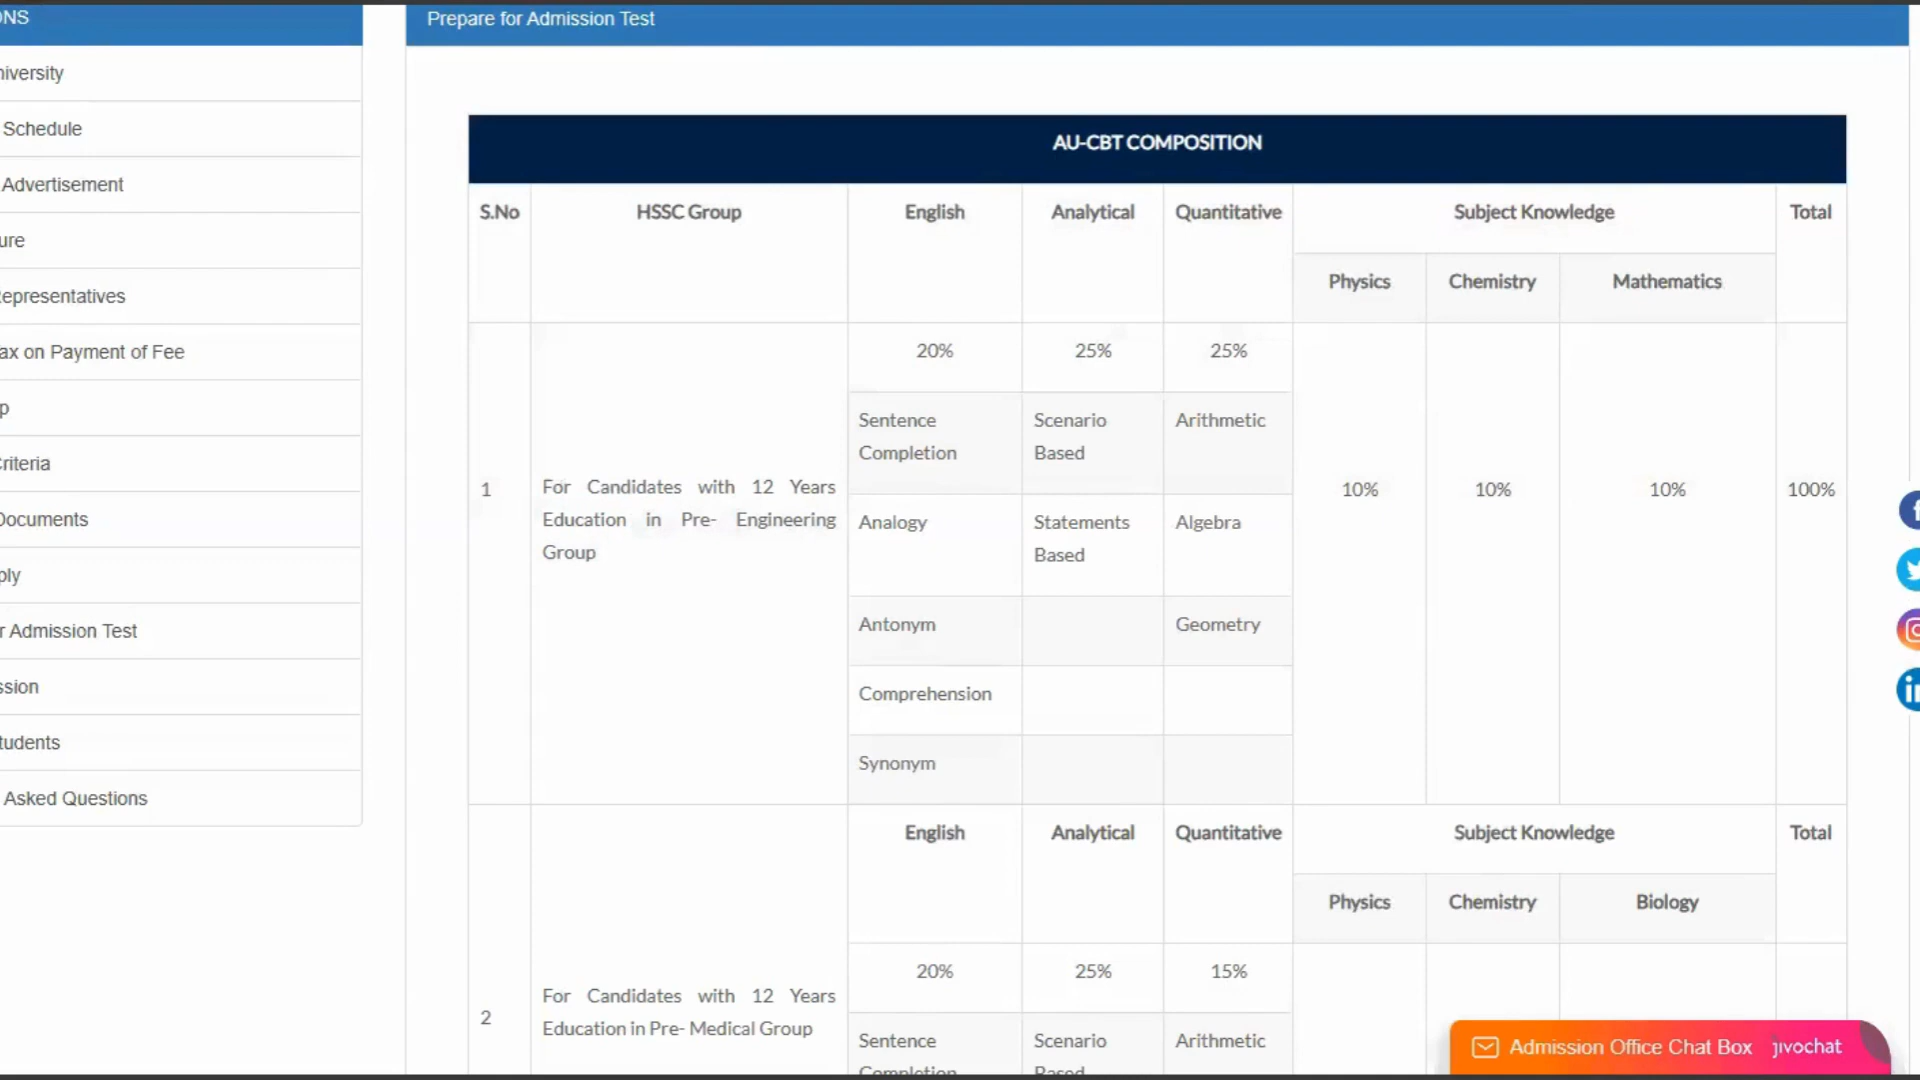 ONS
niversity
Schedule
Advertisement
ure
epresentatives
ax on Payment of Fee
p
Criteria
Documents
ply
r Admission Test
ssion
tudents
Asked Questions
Prepare for Admission Test
AU-CBT COMPOSITION
S.No HSSC Group English Analytical Quantitative Subject Knowledge Total
Physics Chemistry Mathematics
20% 25% 25%
Sentence Completion Scenario Based Arithmetic
1 For Candidates with 12 Years Education in Pre- Engineering Group 10% 10% 10% 100%
Analogy Statements Based Algebra
Antonym Geometry
Comprehension
Synonym
English Analytical Quantitative Subject Knowledge Total
Physics Chemistry Biology
20% 25% 15%
2 For Candidates with 12 Years Education in Pre- Medical Group
Sentence Completion Scenario Based Arithmetic
Admission Office Chat Box jivochat